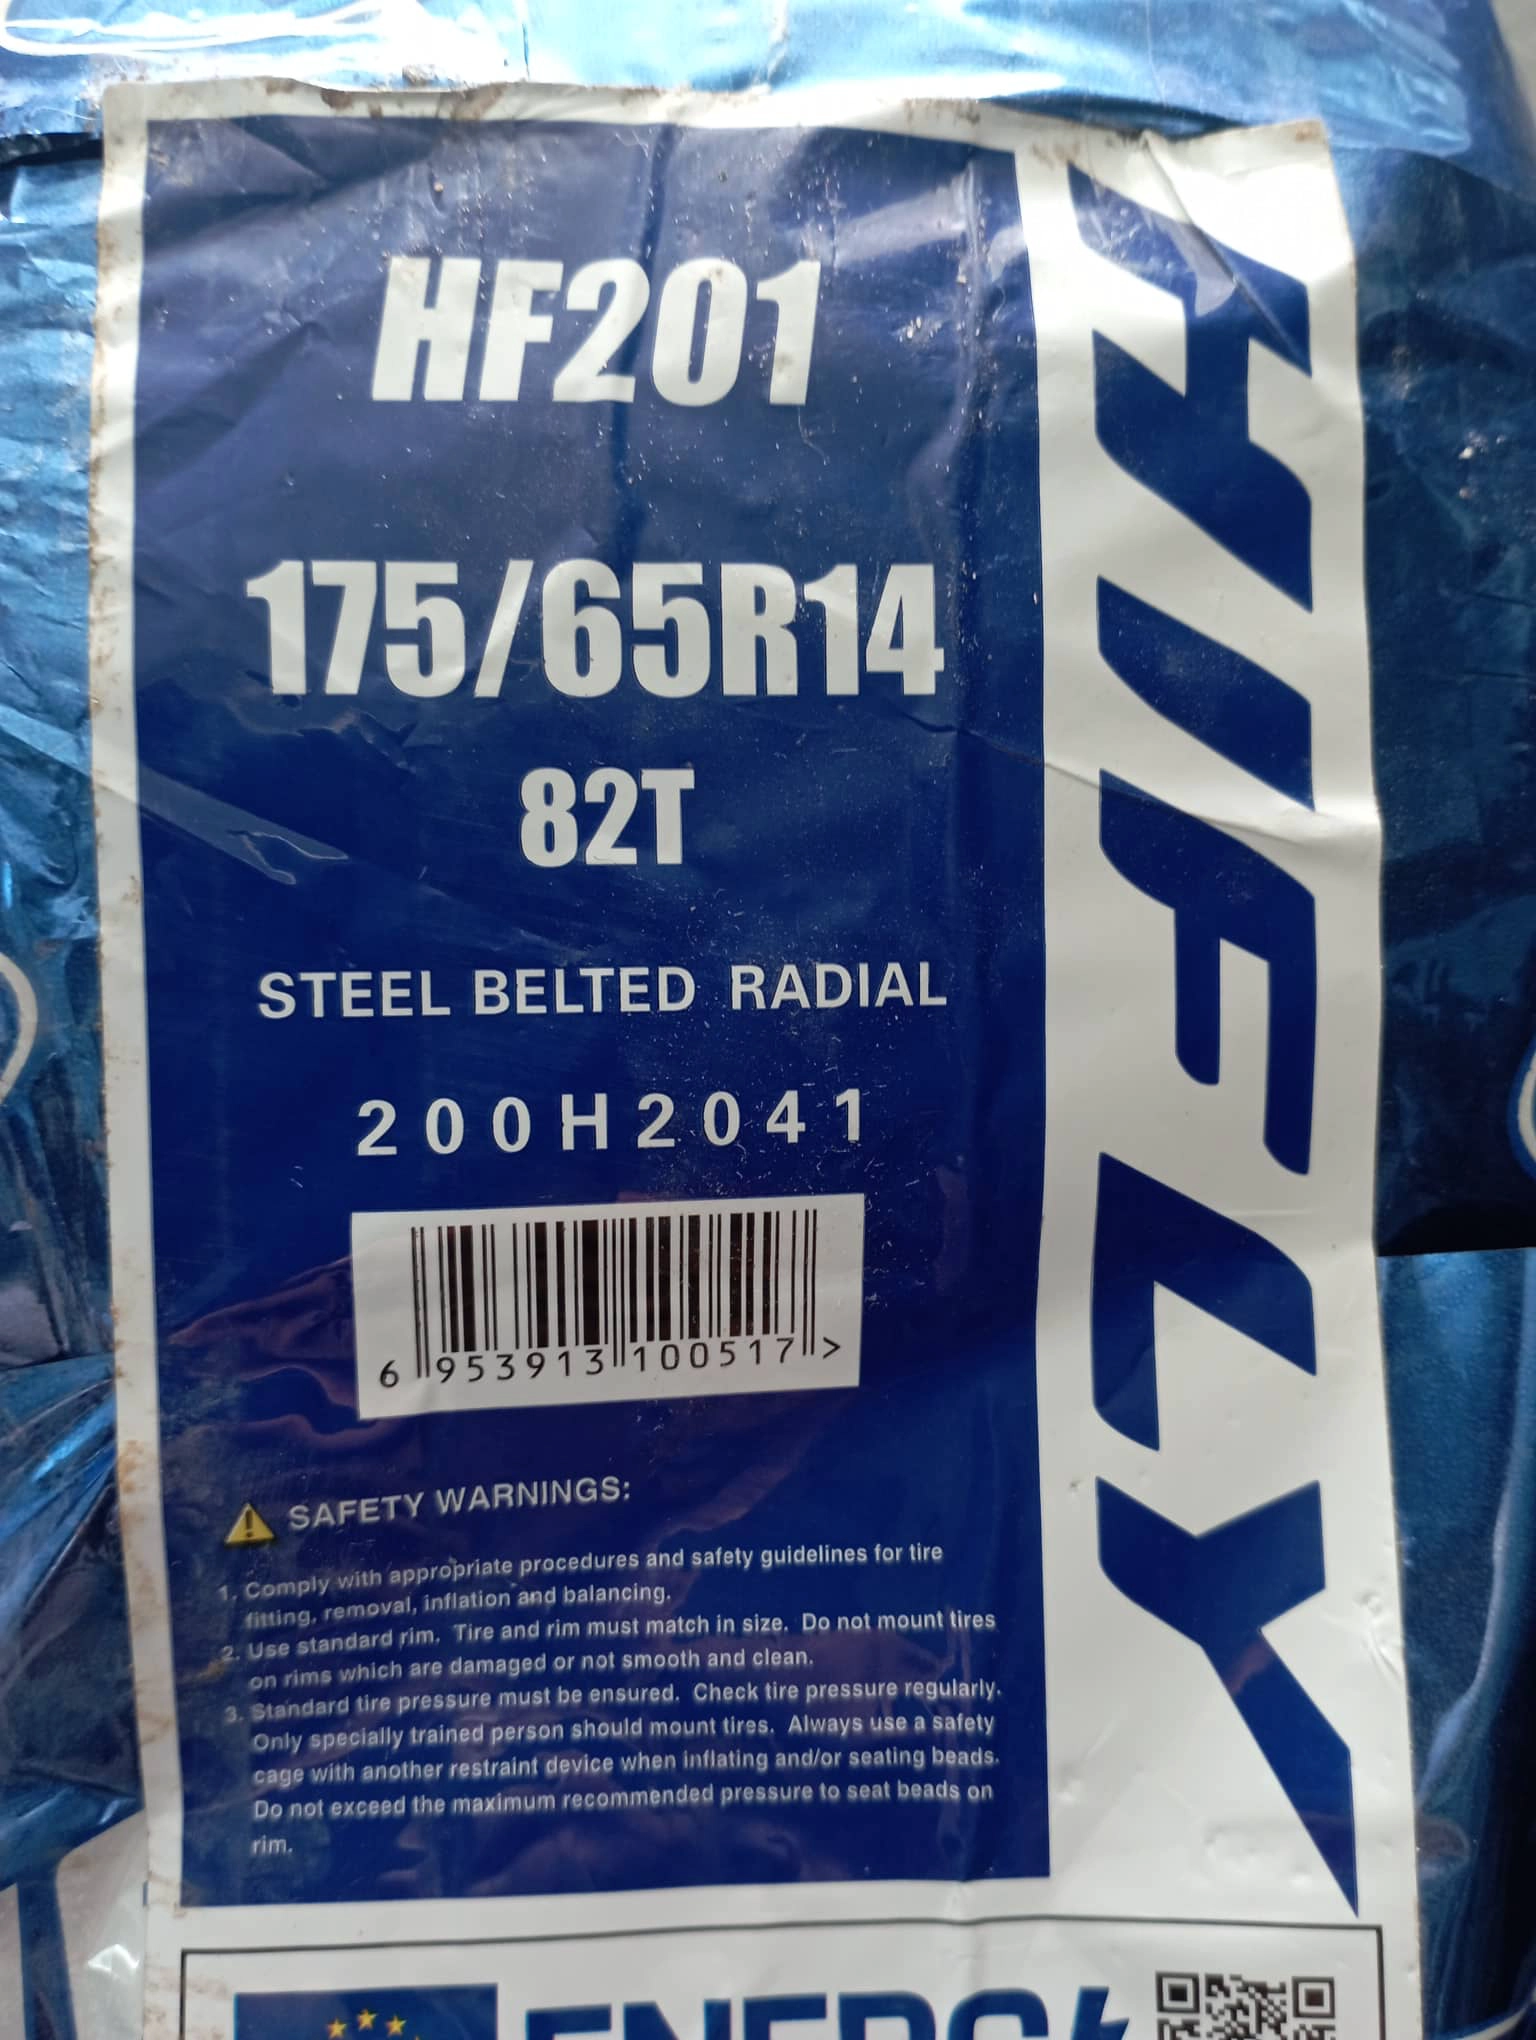 HF201
175/65R14
82T
STEEL BELTED RADIAL
200H2041
6 953913 100517 >
SAFETY WARNINGS:
1. Comply with appropriate procedures and safety guidelines for tire
fitting, removal, inflation and balancing.
2. Use standard rim. Tire and rim must match in size. Do not mount tires
on rims which are damaged or not smooth and clean.
3. Standard tire pressure must be ensured. Check tire pressure regularly.
Only specially trained person should mount tires. Always use a safety
cage with another restraint device when inflating and/or seating beads.
Do not exceed the maximum recommended pressure to seat beads on
rim.
HIFLY
ENERG